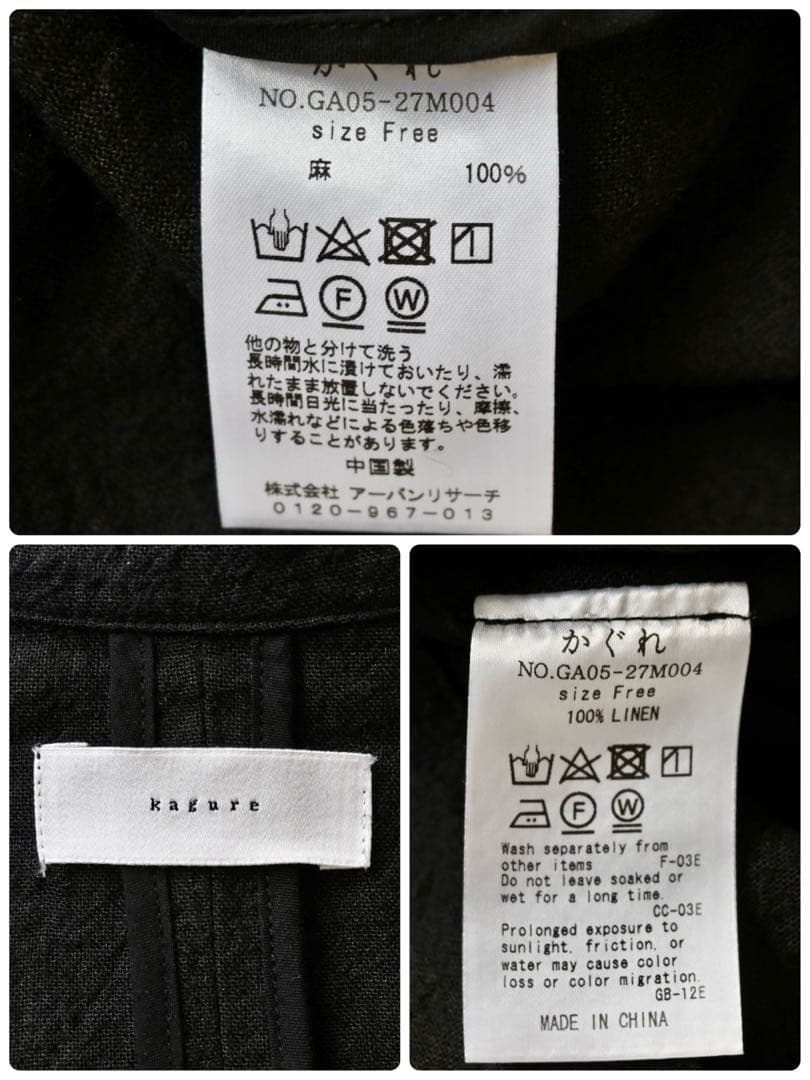 かぐれ
NO.GA05-27M004
size Free
麻 100%
F
W
他の物と分けて洗う
長時間水に漬けておいたり、濡
れたまま放置しないでください。
長時間日光に当たったり、摩擦、
水濡れなどによる色落ちや色移
りすることがあります。
中国製
株式会社 アーバンリサーチ
0120-967-013
kagure
かぐれ
NO.GA05-27M004
size Free
100% LINEN
F
W
Wash separately from
other items F-03E
Do not leave soaked or
wet for a long time.
CC-03E
Prolonged exposure to
sunlight, friction, or
water may cause color
loss or color migration.
GB-12E
MADE IN CHINA